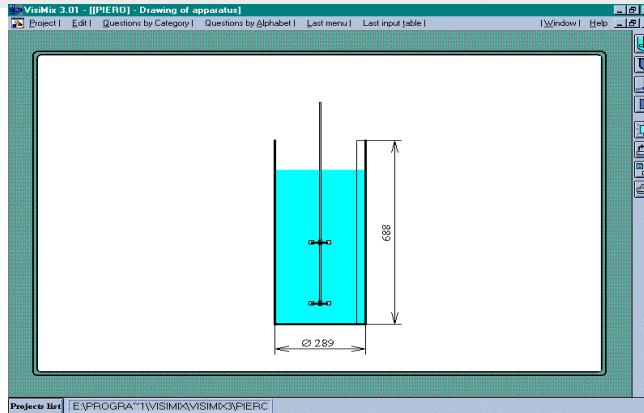 VisiMix 3.01 - [[PIERO] - Drawing of apparatus]
Project | Edit | Questions by Category | Questions by Alphabet | Last menu | Last input table | | Window | Help
688
Ø 289
Projects list E:\PROGRA~1\VISIMIX\VISIMIX3\PIERC